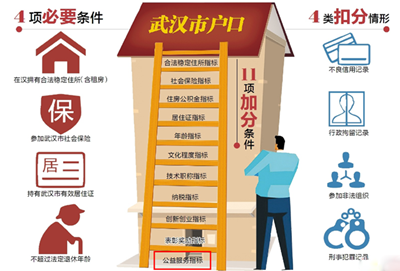 4项必要条件
在汉拥有合法稳定住所(含租房)
保
参加武汉市社会保险
居
持有武汉市有效居住证
不超过法定退休年龄
武汉市户口
11项加分条件
合法稳定住所指标
社会保险指标
住房公积金指标
居住证指标
年龄指标
文化程度指标
技术职称指标
纳税指标
创新创业指标
表彰奖励指标
公益服务指标
4类扣分情形
不良信用记录
行政拘留记录
参加非法组织
刑事犯罪记录